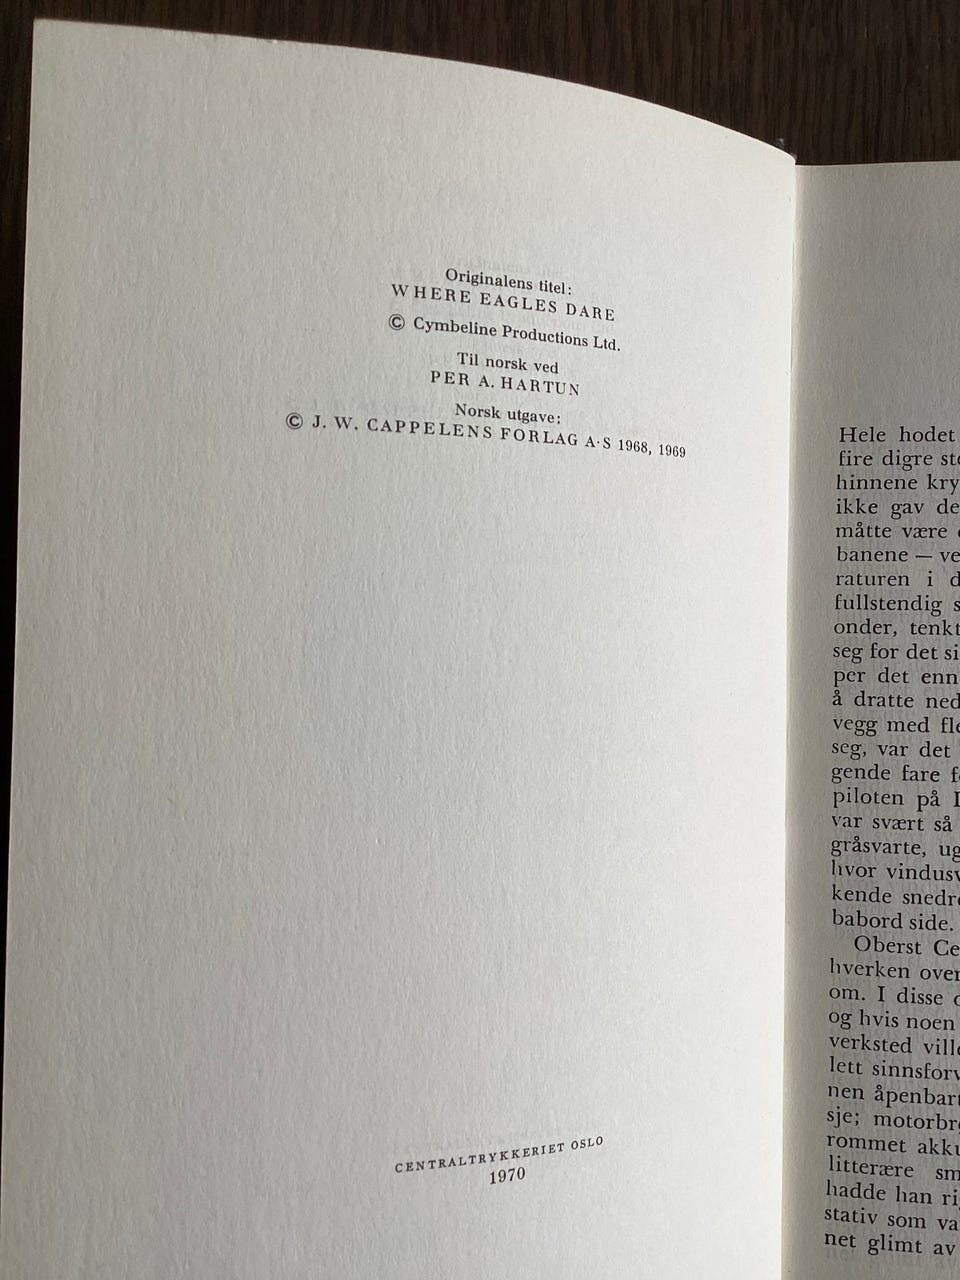 Originalens titel:
WHERE EAGLES DARE
© Cymbeline Productions Ltd.
Til norsk ved
PER A. HARTUN
Norsk utgave:
© J. W. CAPPELENS FORLAG A·S 1968, 1969
CENTRALTRYKKERIET OSLO
1970
Hele hodet
fire digre
hinnene
ikke gav
måtte være
banene —
raturen i
fullstendig
onder,
seg for det
per det
å dratte
vegg med
seg, var det
gende fare
piloten på
var svært så
gråsvarte,
hvor
kende
babord side.
Oberst
hverken
om. I disse
og hvis noen
verksted
lett
nen
sje;
rommet
litterære
hadde han
stativ som
net glimt av